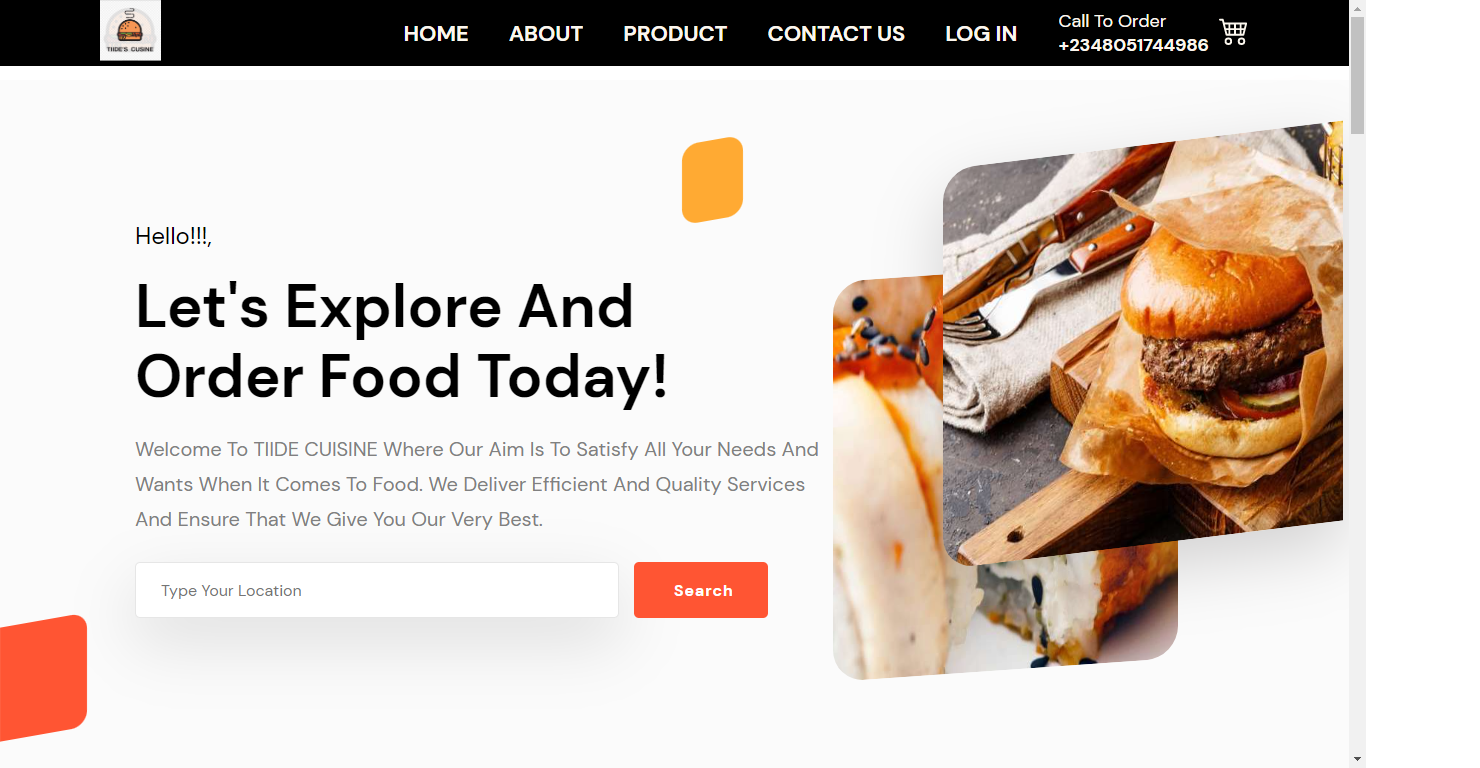 TIIDE'S CUSINE
HOME
ABOUT
PRODUCT
CONTACT US
LOG IN
Call To Order
+2348051744986
Hello!!!,
Let's Explore And
Order Food Today!
Welcome To TIIDE CUISINE Where Our Aim Is To Satisfy All Your Needs And
Wants When It Comes To Food. We Deliver Efficient And Quality Services
And Ensure That We Give You Our Very Best.
Type Your Location
Search